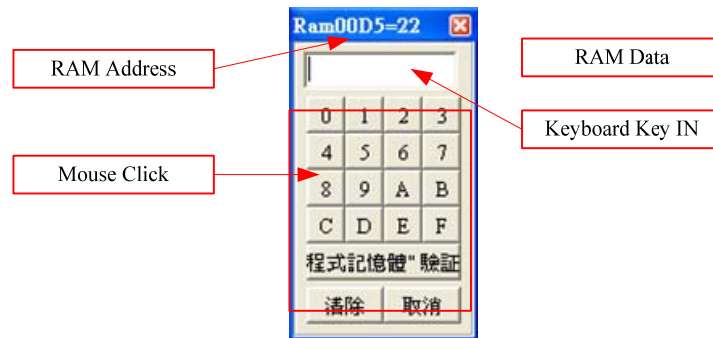 Ram00D5=22
RAM Address
RAM Data
Keyboard Key IN
Mouse Click
0 1 2 3
4 5 6 7
8 9 A B
C D E F
程式記憶體" 驗証
清除 取消